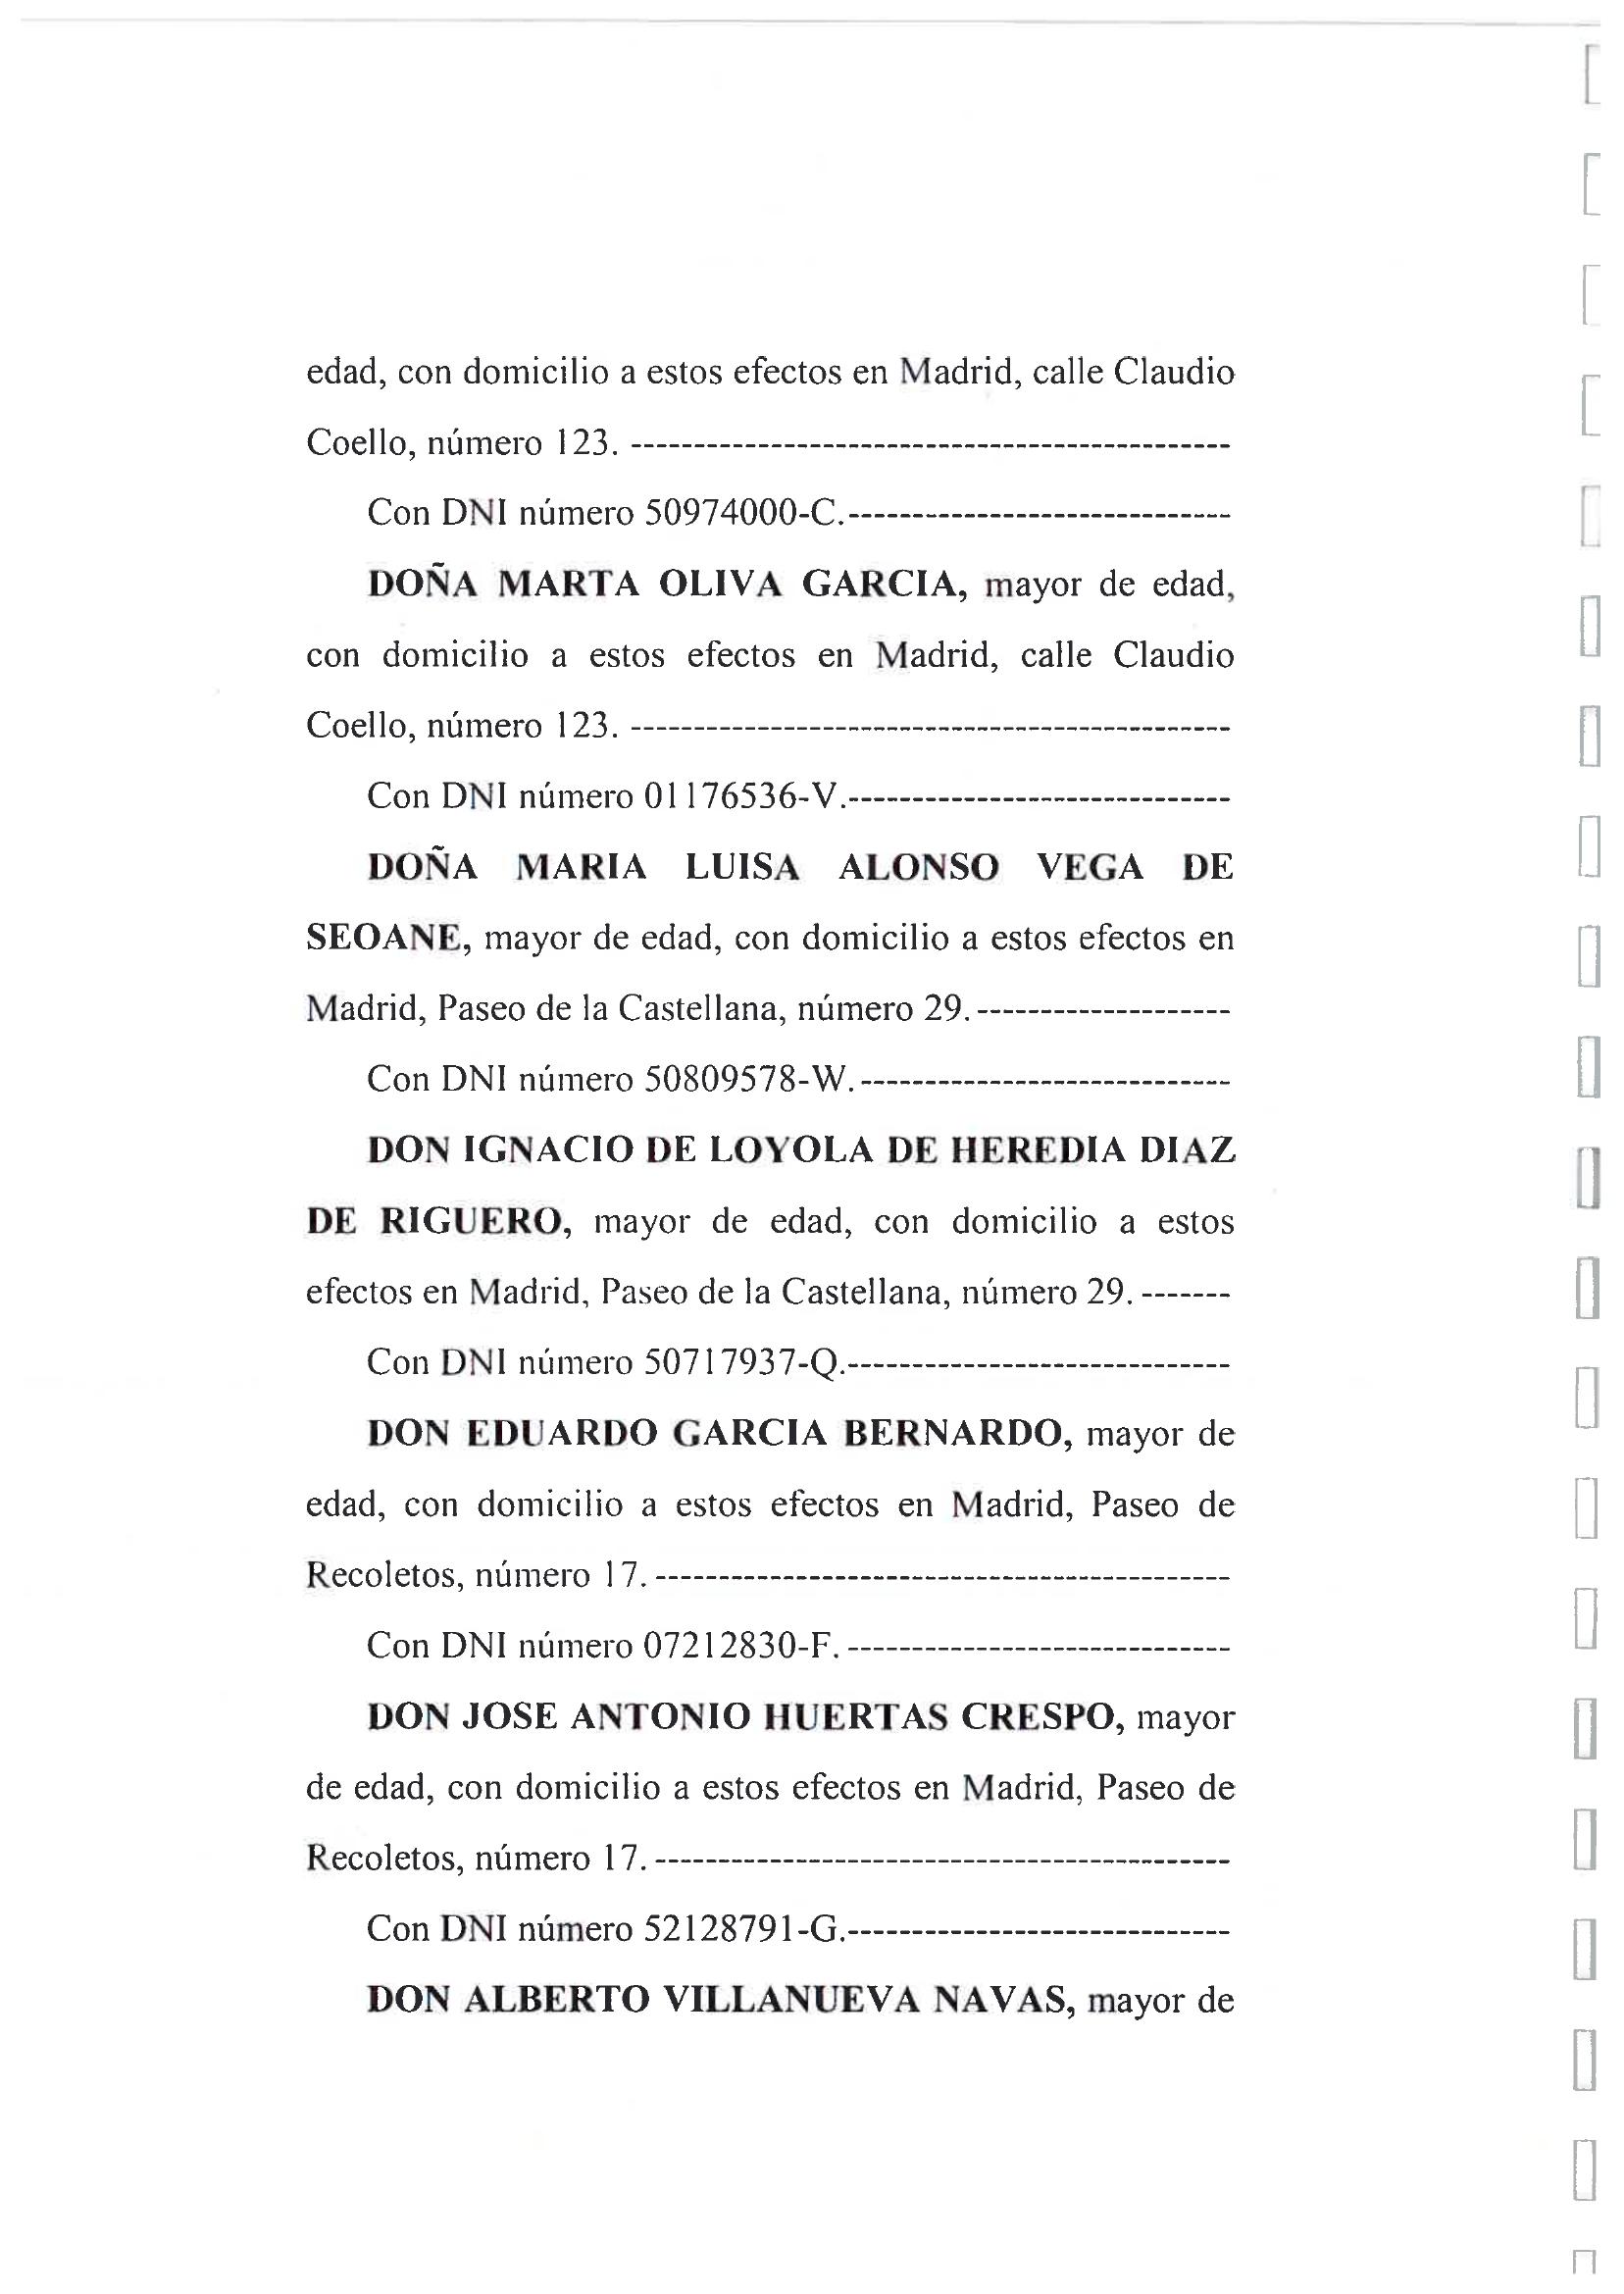 edad, con domicilio a estos efectos en Madrid, calle Claudio
Coello, número 123. -----------------------------------------------
Con DNI número 50974000-C.------------------------------
DOÑA MARTA OLIVA GARCIA, mayor de edad,
con domicilio a estos efectos en Madrid, calle Claudio
Coello, número 123. -----------------------------------------------
Con DNI número 01176536-V.------------------------------
DOÑA MARIA LUISA ALONSO VEGA DE
SEOANE, mayor de edad, con domicilio a estos efectos en
Madrid, Paseo de la Castellana, número 29. --------------------
Con DNI número 50809578-W. -----------------------------
DON IGNACIO DE LOYOLA DE HEREDIA DIAZ
DE RIGUERO, mayor de edad, con domicilio a estos
efectos en Madrid, Paseo de la Castellana, número 29. -------
Con DNI número 50717937-Q.------------------------------
DON EDUARDO GARCIA BERNARDO, mayor de
edad, con domicilio a estos efectos en Madrid, Paseo de
Recoletos, número 17. ---------------------------------------------
Con DNI número 07212830-F. ------------------------------
DON JOSE ANTONIO HUERTAS CRESPO, mayor
de edad, con domicilio a estos efectos en Madrid, Paseo de
Recoletos, número 17. ---------------------------------------------
Con DNI número 52128791-G.------------------------------
DON ALBERTO VILLANUEVA NAVAS, mayor de